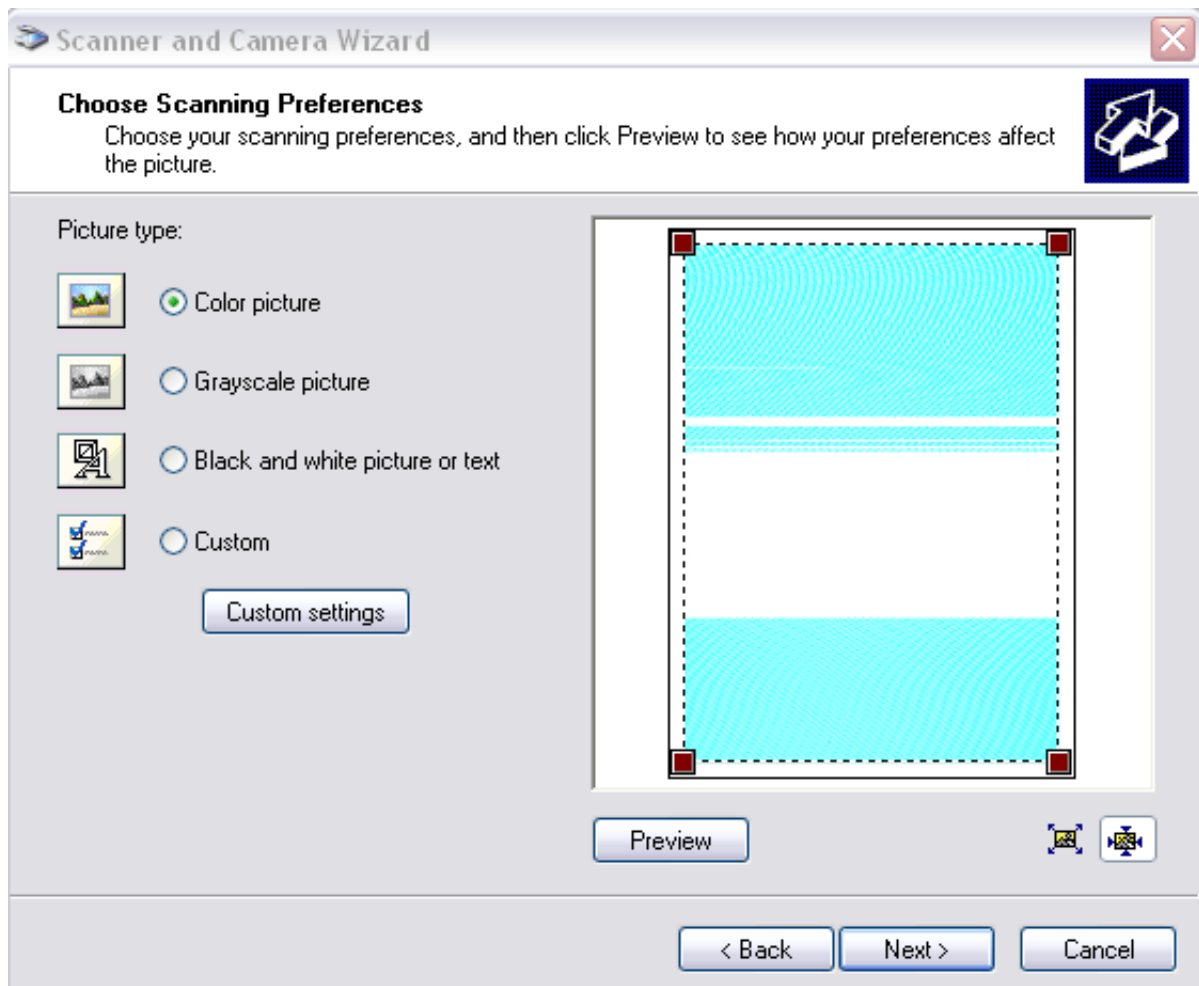 Scanner and Camera Wizard
Choose Scanning Preferences
Choose your scanning preferences, and then click Preview to see how your preferences affect
the picture.
Picture type:
Color picture
Grayscale picture
Black and white picture or text
Custom
Custom settings
Preview
< Back
Next >
Cancel